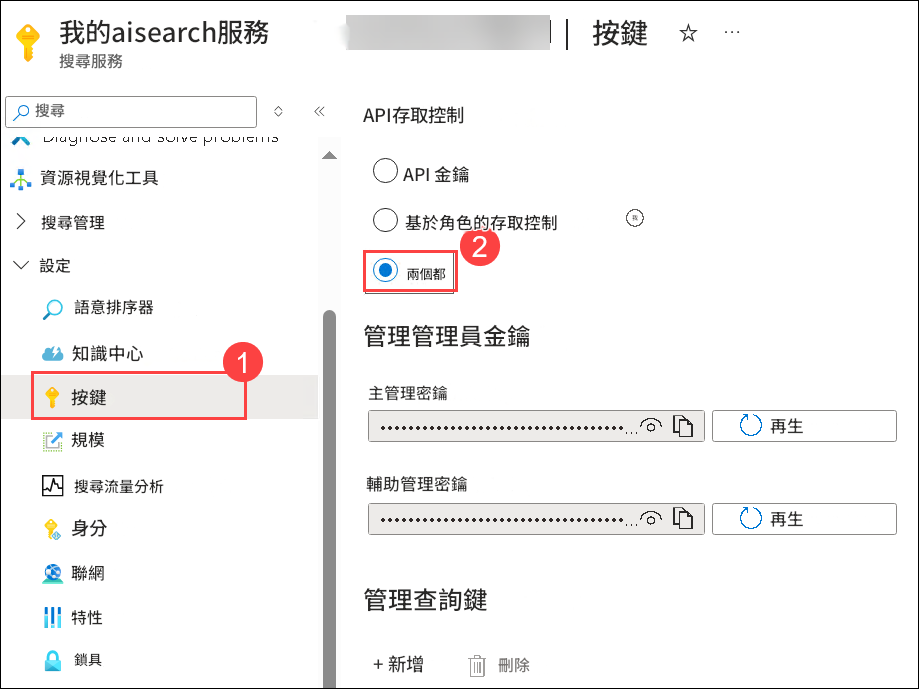 我的aisearch服務
| 按鍵 ☆ ...
搜尋服務
搜尋
API存取控制
Diagnose and solve problems
資源視覺化工具
API 金鑰
搜尋管理
基於角色的存取控制
2
設定
兩個都
語意排序器
管理管理員金鑰
知識中心
1
主管理密鑰
按鍵
再生
規模
搜尋流量分析
輔助管理密鑰
再生
身分
聯網
管理查詢鍵
特性
鎖具
+ 新增
刪除